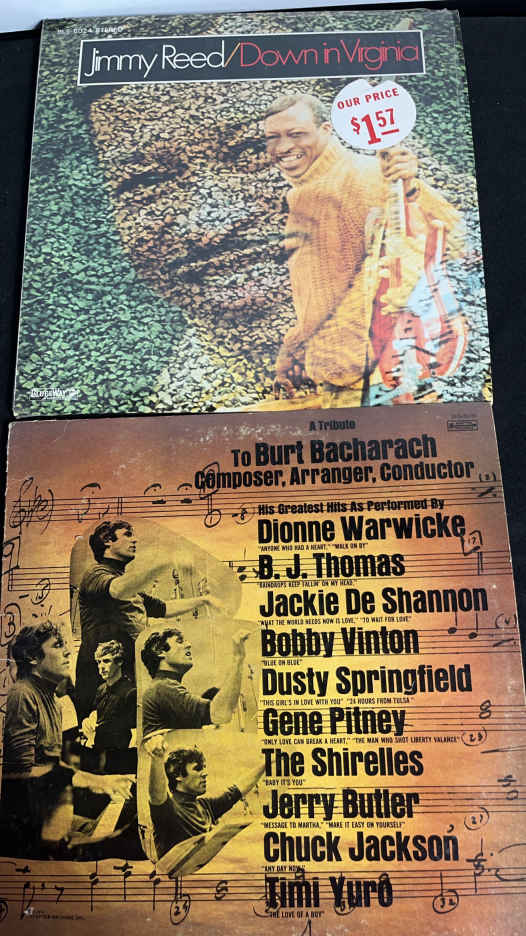 BLS 6024 STEREO
Jimmy Reed/Down in Virginia
OUR PRICE
$1.57
BLUESWAY
A Tribute
To Burt Bacharach
Composer, Arranger, Conductor
His Greatest Hits As Performed By
Dionne Warwicke
"ANYONE WHO HAD A HEART," "WALK ON BY"
B. J. Thomas
"RAINDROPS KEEP FALLIN' ON MY HEAD,"
Jackie De Shannon
"WHAT THE WORLD NEEDS NOW IS LOVE," "TO WAIT FOR LOVE"
Bobby Vinton
"BLUE ON BLUE"
Dusty Springfield
"THIS GIRL'S IN LOVE WITH YOU" "24 HOURS FROM TULSA"
Gene Pitney
"ONLY LOVE CAN BREAK A HEART," "THE MAN WHO SHOT LIBERTY VALANCE"
The Shirelles
"BABY IT'S YOU"
Jerry Butler
"MESSAGE TO MARTHA," "MAKE IT EASY ON YOURSELF"
Chuck Jackson
"ANY DAY NOW"
Timi Yuro
"THE LOVE OF A BOY"